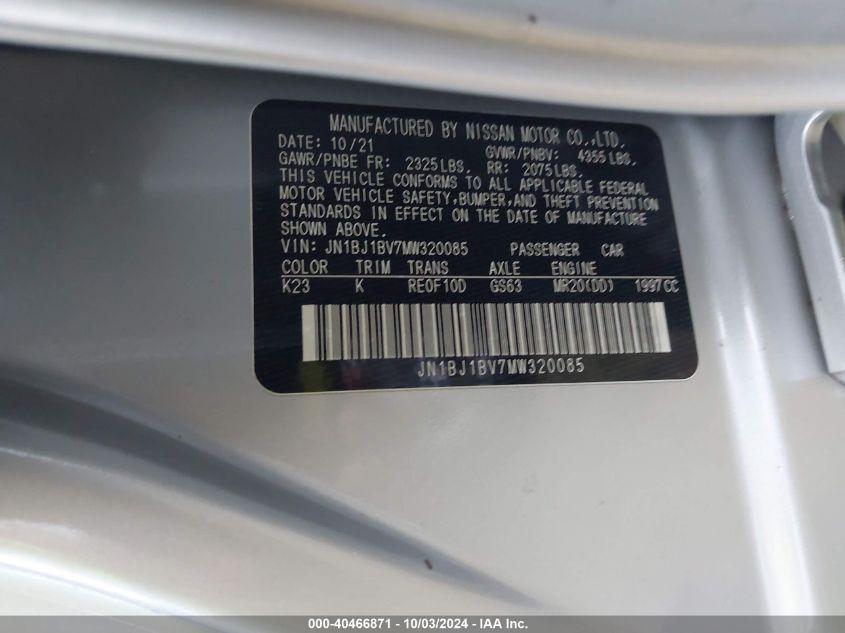 MANUFACTURED BY NISSAN MOTOR CO.,LTD.
DATE: 10/21 GVWR/PNBV: 4355 LBS.
GAWR/PNBE FR: 2325 LBS. RR: 2075 LBS.
THIS VEHICLE CONFORMS TO ALL APPLICABLE FEDERAL
MOTOR VEHICLE SAFETY,BUMPER,AND THEFT PREVENTION
STANDARDS IN EFFECT ON THE DATE OF MANUFACTURE
SHOWN ABOVE.
VIN: JN1BJ1BV7MW320085 PASSENGER CAR
COLOR TRIM TRANS AXLE ENGINE
K23 K RE0F10D GS63 MR20(DD) 1997CC
JN1BJ1BV7MW320085
000-40466871 - 10/03/2024 - IAA Inc.